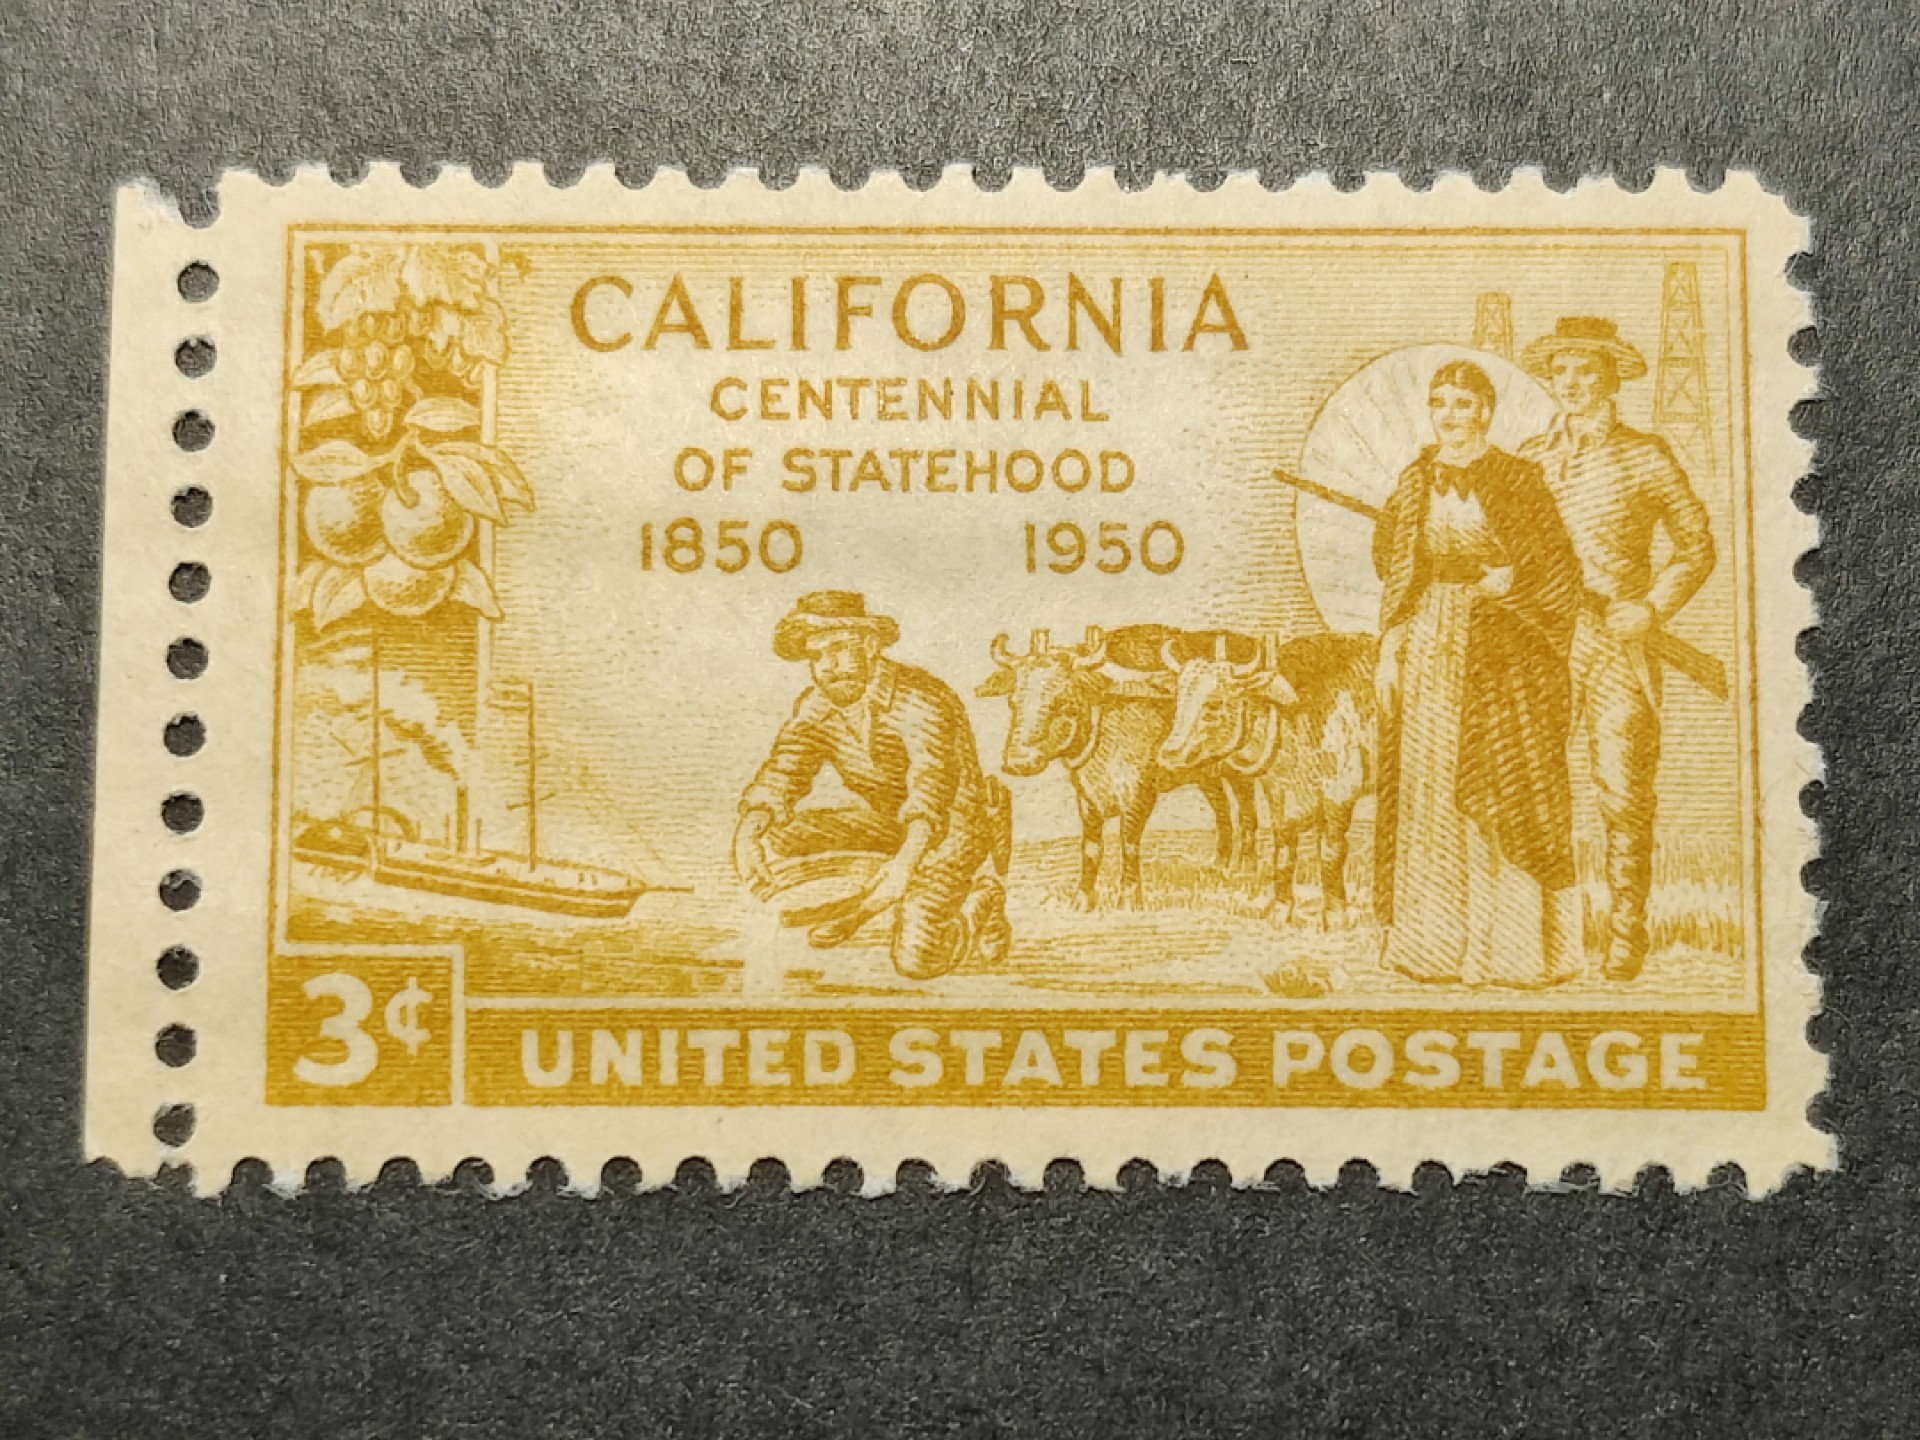 CALIFORNIA
CENTENNIAL
OF STATEHOOD
1850 1950
3¢
UNITED STATES POSTAGE